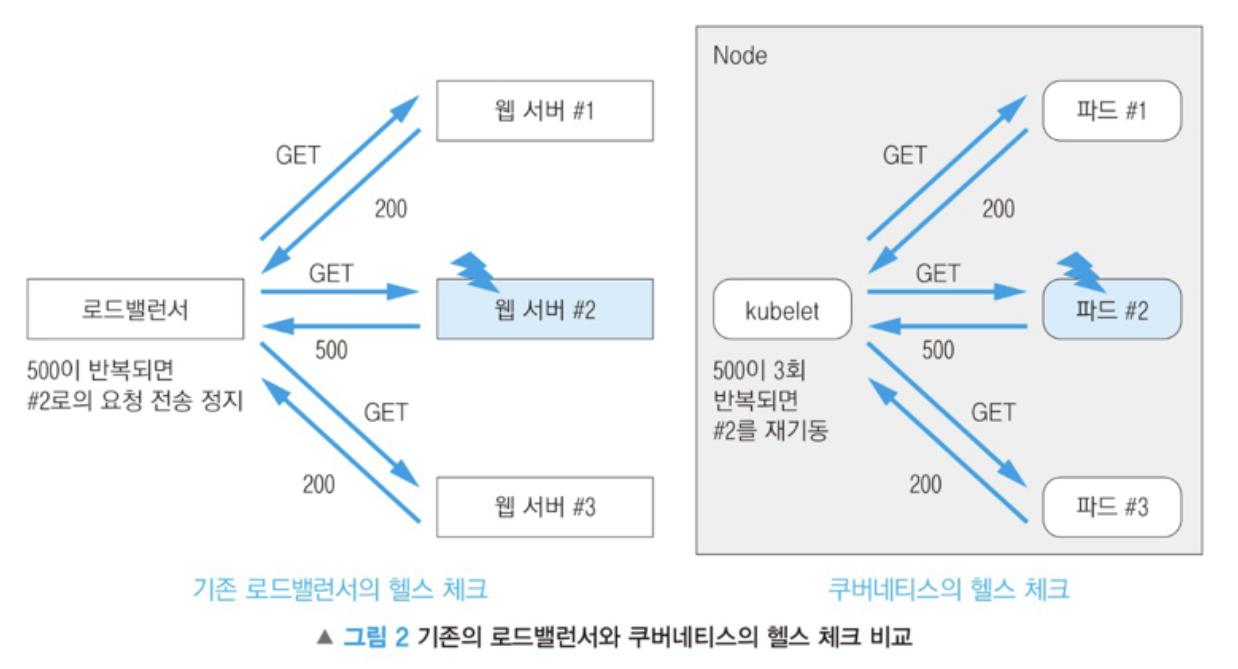 웹 서버 #1
GET
200
로드밸런서
GET
500
웹 서버 #2
500이 반복되면
#2로의 요청 전송 정지
GET
200
웹 서버 #3
기존 로드밸런서의 헬스 체크
Node
파드 #1
GET
200
kubelet
GET
500
파드 #2
500이 3회
반복되면
#2를 재기동
GET
200
파드 #3
쿠버네티스의 헬스 체크
▲ 그림 2 기존의 로드밸런서와 쿠버네티스의 헬스 체크 비교